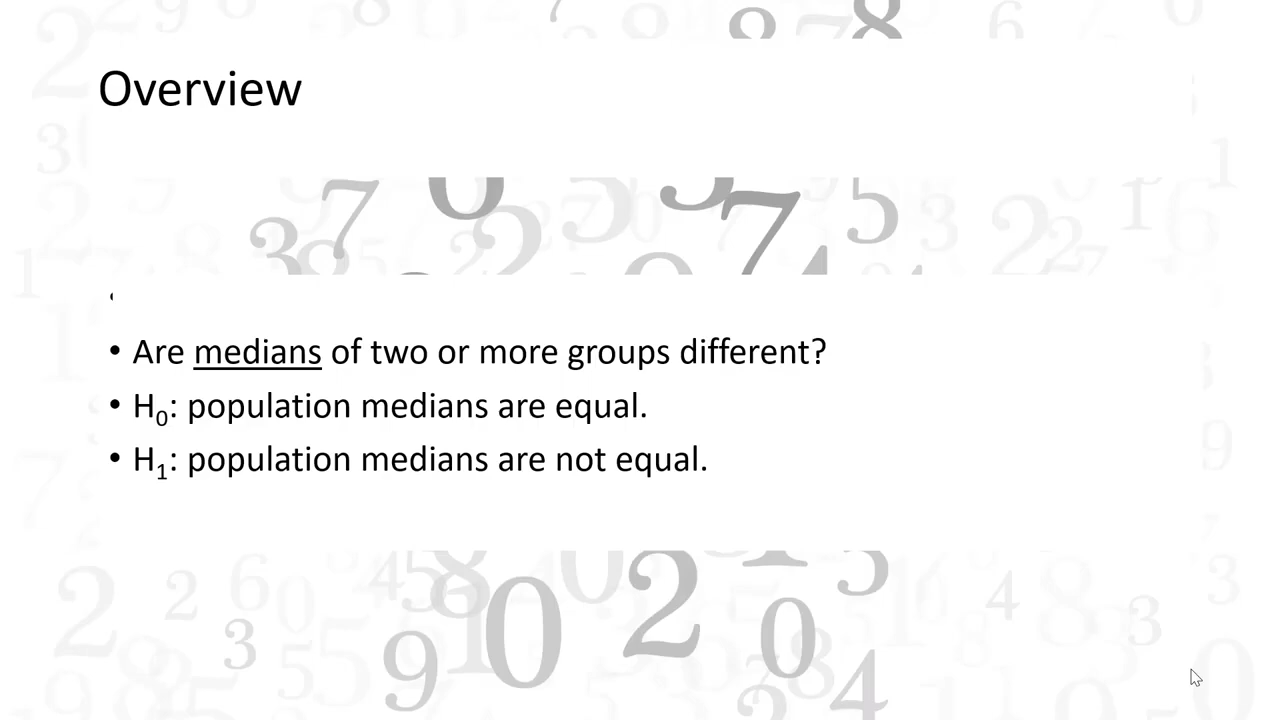 Overview
• Are medians of two or more groups different?
• H₀: population medians are equal.
• H₁: population medians are not equal.